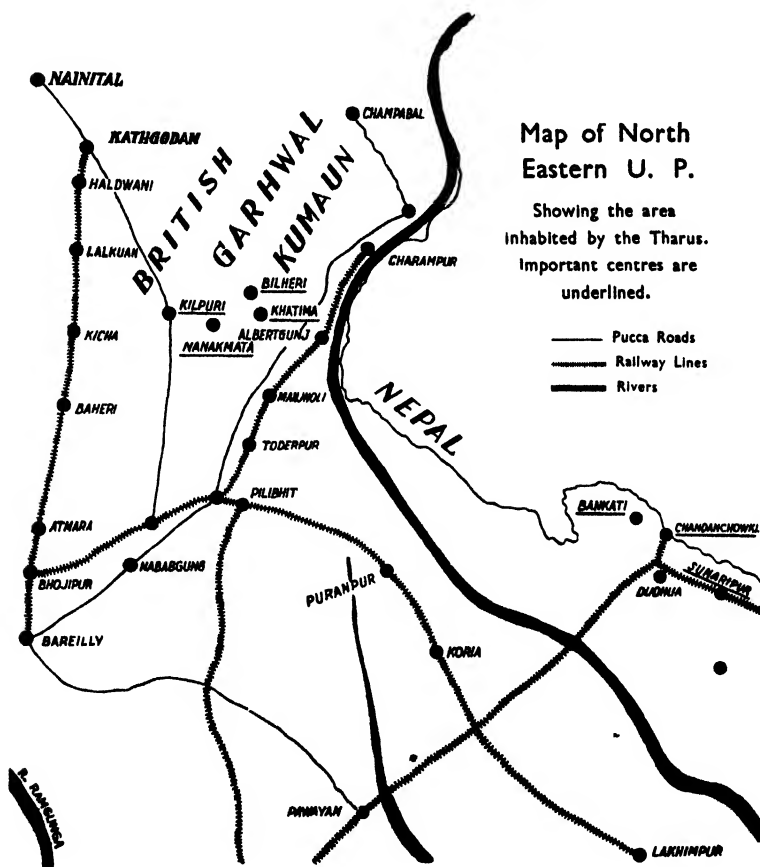 NAINITAL
KATHGODAM
HALDWANI
LALKUAN
KICHA
BAHERI
ATMARA
BHOJIPUR
BAREILLY
NABABGUNG
BRITISH
GARHWAL
KUMAUN
CHAMPABAL
CHARAMPUR
BILHERI
KILPURI
KHATIMA
NANAKMATA
ALBERTGUNJ
TODERPUR
PILIBHIT
PURANPUR
KORIA
PAWAYAN
LAKHIMPUR
R. RAMGUNGA
NEPAL
BANKATI
CHANDANCHOWKI
DUDHUA
SUNARIPUR
Map of North
Eastern U. P.
Showing the area
inhabited by the Tharus.
Important centres are
underlined.
Pucca Roads
Railway Lines
Rivers